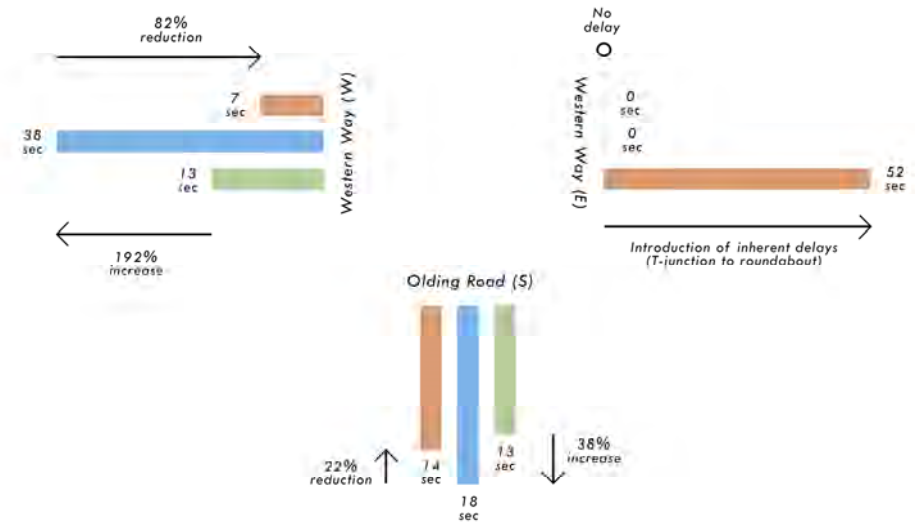 82%
reduction
7
sec
38
sec
13
sec
Western Way (W)
192%
increase
No
delay
Western Way (E)
0
sec
0
sec
52
sec
Introduction of inherent delays
(T-junction to roundabout)
Olding Road (S)
22%
reduction
14
sec
18
sec
13
sec
38%
increase